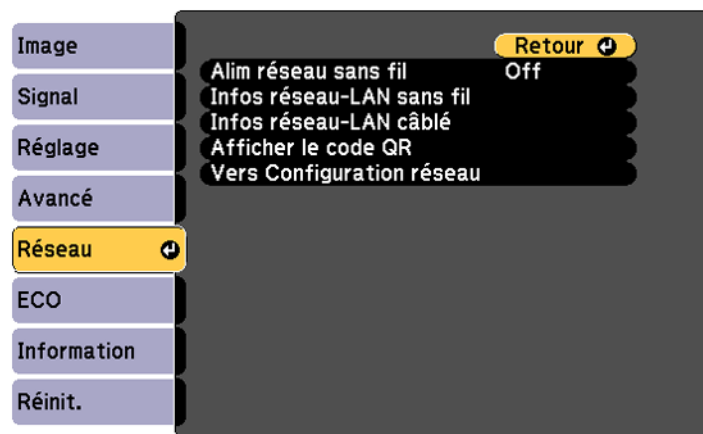 Image
Signal
Réglage
Avancé
Réseau
ECO
Information
Réinit.
Retour
Alim réseau sans fil Off
Infos réseau-LAN sans fil
Infos réseau-LAN câblé
Afficher le code QR
Vers Configuration réseau